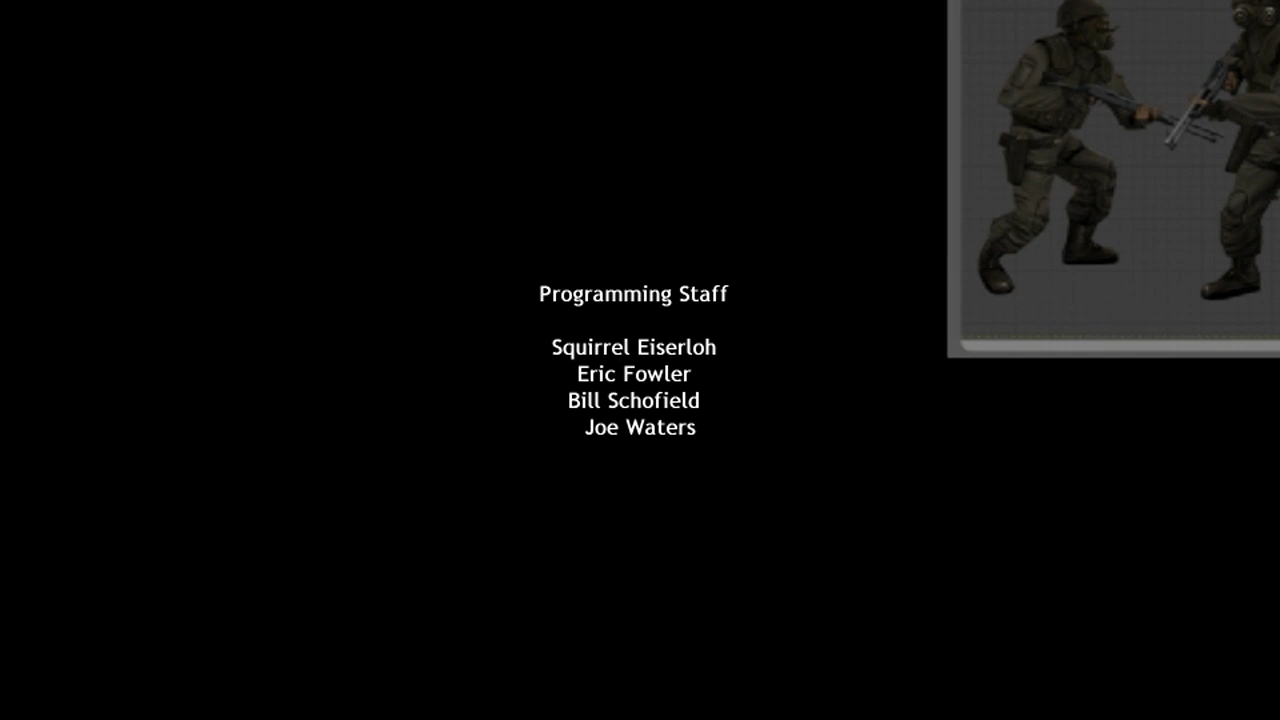 Programming Staff
Squirrel Eiserloh
Eric Fowler
Bill Schofield
Joe Waters